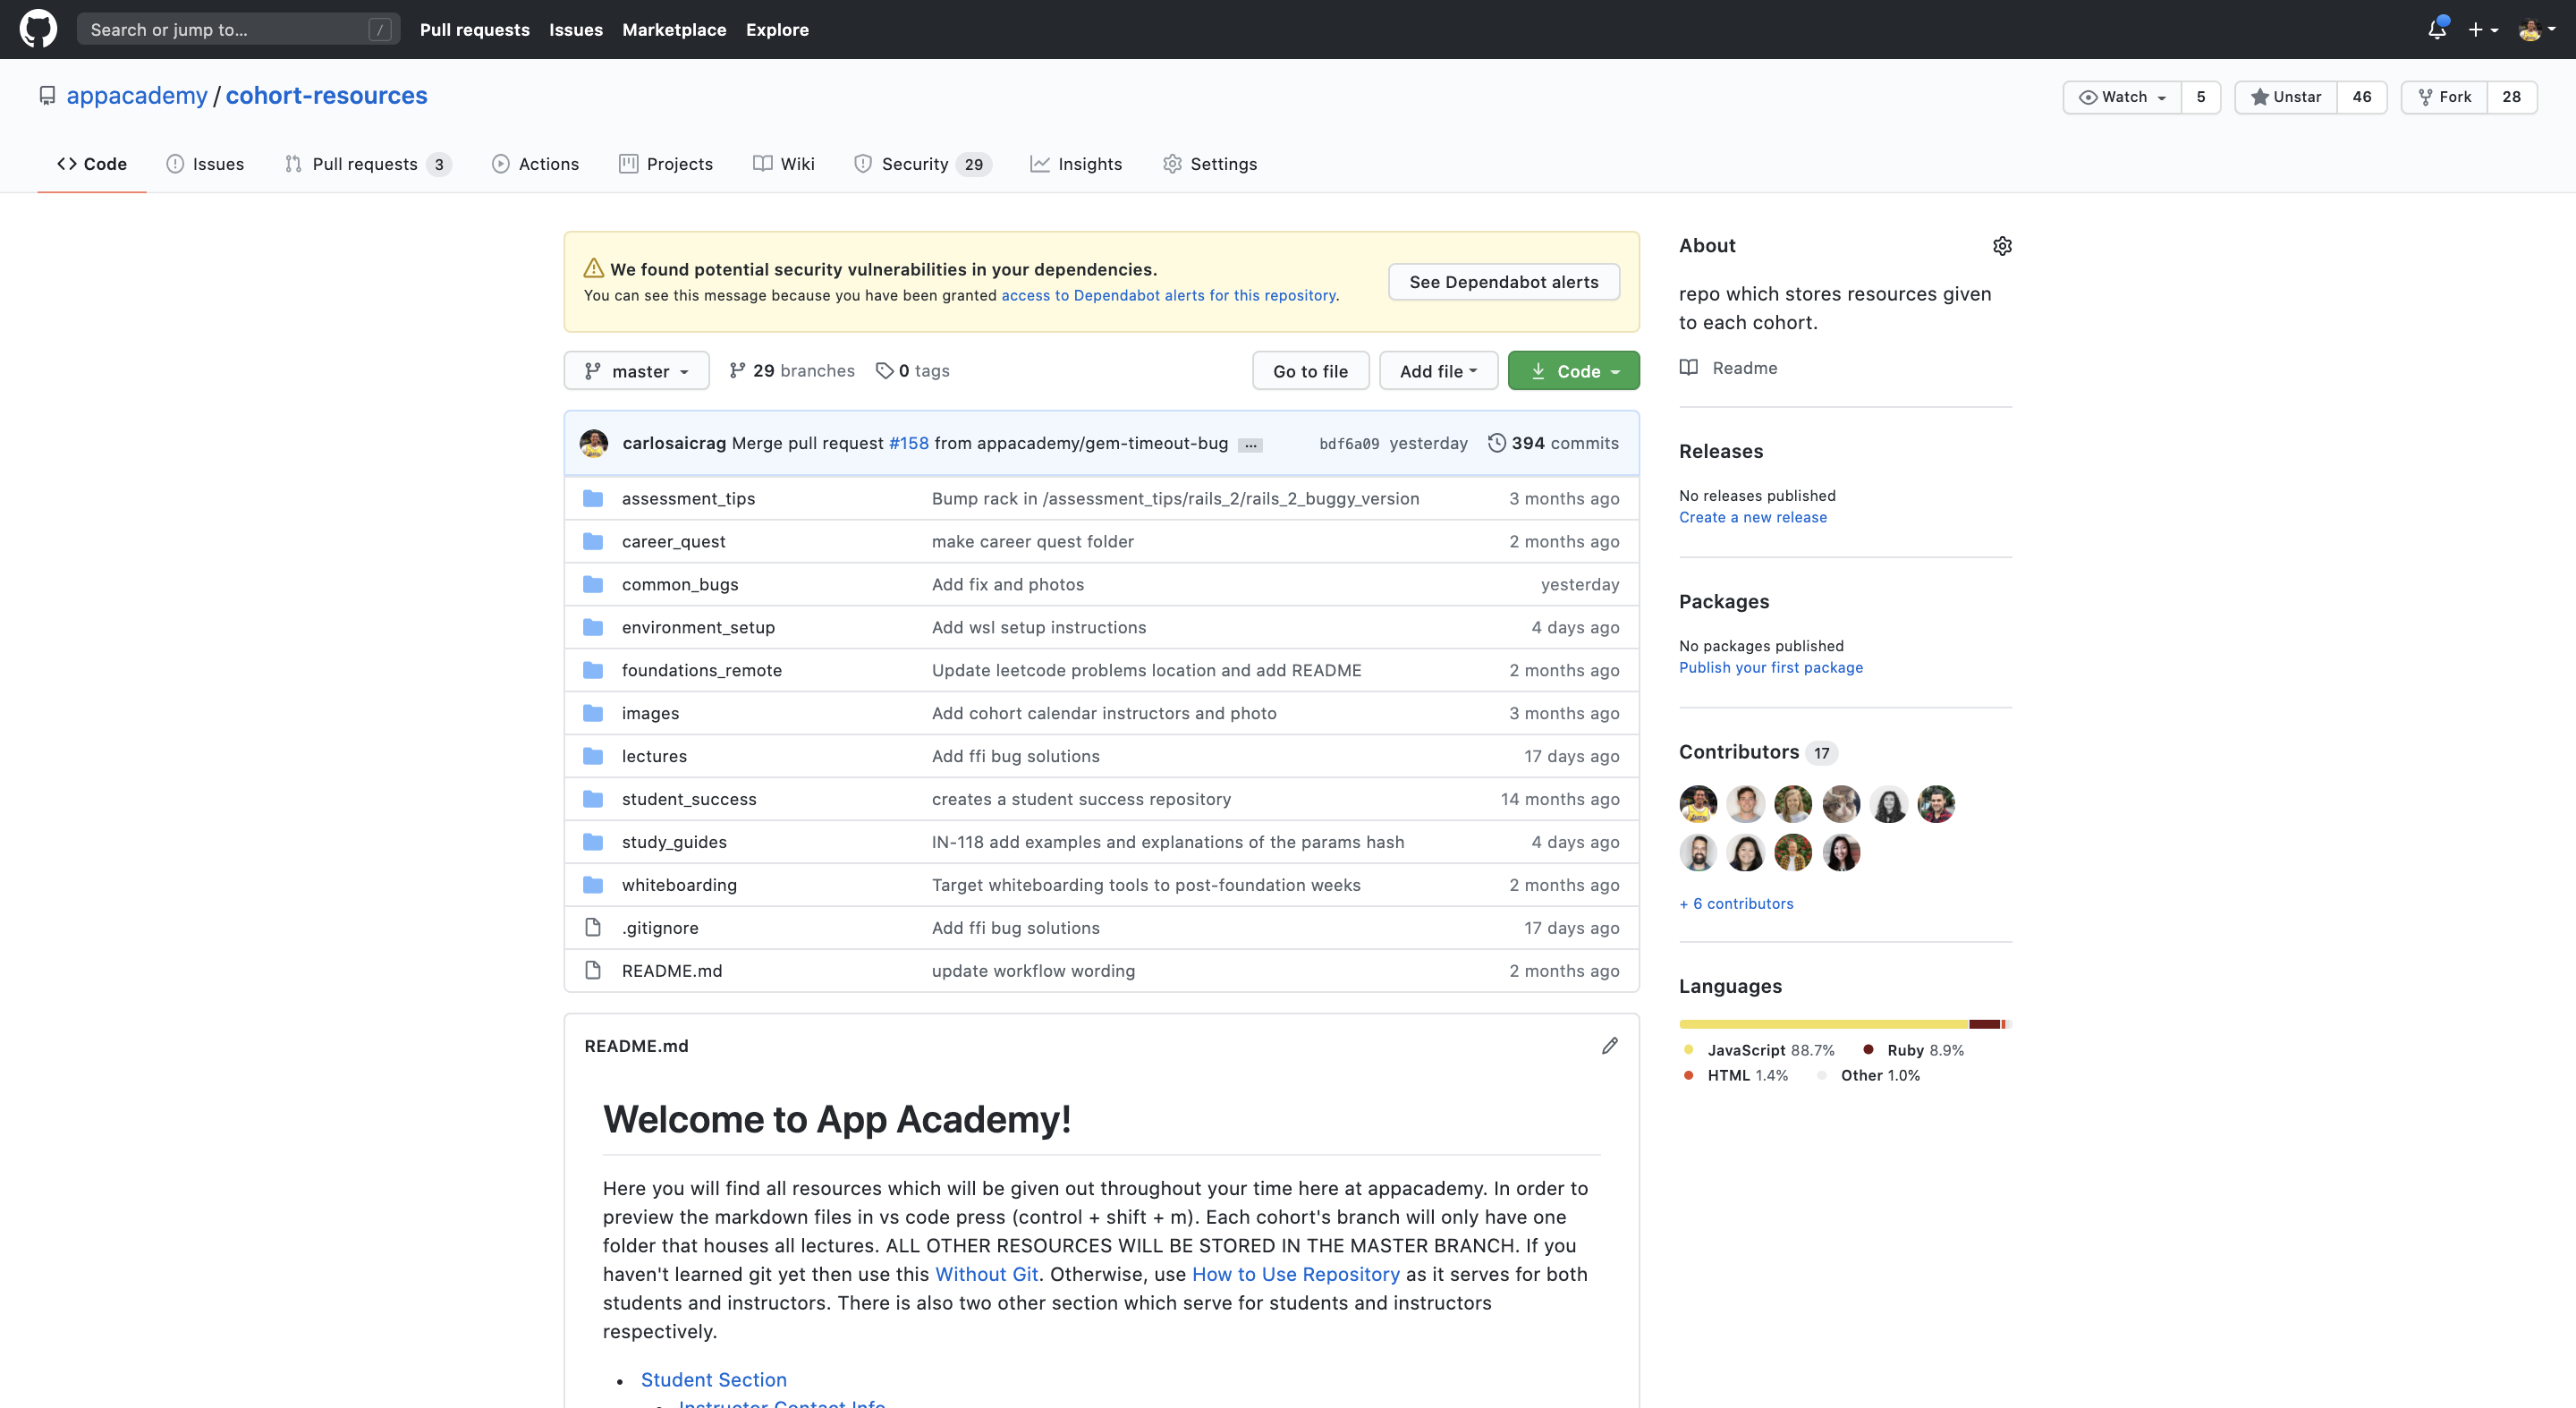 Search or jump to... /
Pull requests Issues Marketplace Explore
appacademy / cohort-resources
Watch 5 Unstar 46 Fork 28
Code Issues Pull requests 3 Actions Projects Wiki Security 29 Insights Settings
We found potential security vulnerabilities in your dependencies.
You can see this message because you have been granted access to Dependabot alerts for this repository.
See Dependabot alerts
master 29 branches 0 tags Go to file Add file Code
carlosaicrag Merge pull request #158 from appacademy/gem-timeout-bug ... bdf6a09 yesterday 394 commits
assessment_tips Bump rack in /assessment_tips/rails_2/rails_2_buggy_version 3 months ago
career_quest make career quest folder 2 months ago
common_bugs Add fix and photos yesterday
environment_setup Add wsl setup instructions 4 days ago
foundations_remote Update leetcode problems location and add README 2 months ago
images Add cohort calendar instructors and photo 3 months ago
lectures Add ffi bug solutions 17 days ago
student_success creates a student success repository 14 months ago
study_guides IN-118 add examples and explanations of the params hash 4 days ago
whiteboarding Target whiteboarding tools to post-foundation weeks 2 months ago
.gitignore Add ffi bug solutions 17 days ago
README.md update workflow wording 2 months ago
README.md
Welcome to App Academy!
Here you will find all resources which will be given out throughout your time here at appacademy. In order to
preview the markdown files in vs code press (control + shift + m). Each cohort's branch will only have one
folder that houses all lectures. ALL OTHER RESOURCES WILL BE STORED IN THE MASTER BRANCH. If you
haven't learned git yet then use this Without Git. Otherwise, use How to Use Repository as it serves for both
students and instructors. There is also two other section which serve for students and instructors
respectively.
• Student Section
Instructor Contact Info
About
repo which stores resources given
to each cohort.
Readme
Releases
No releases published
Create a new release
Packages
No packages published
Publish your first package
Contributors 17
+ 6 contributors
Languages
JavaScript 88.7% Ruby 8.9%
HTML 1.4% Other 1.0%